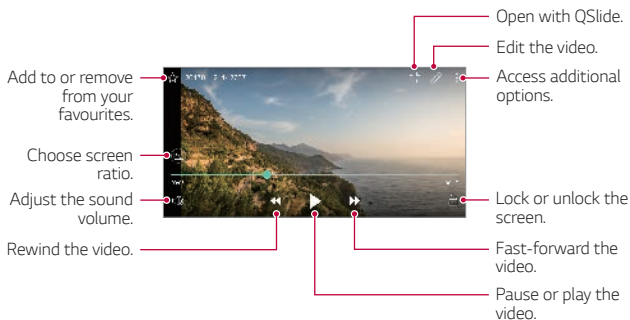 Open with QSlide.
Edit the video.
Add to or remove
from your
favourites.
Access additional
options.
Choose screen
ratio.
Adjust the sound
volume.
Lock or unlock the
screen.
Rewind the video.
Fast-forward the
video.
Pause or play the
video.